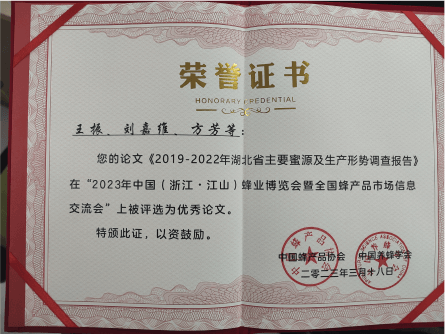 荣誉证书
HONORARY CREDENTIAL
王振、刘嘉维、方芳等：
您的论文《2019-2022年湖北省主要蜜源及生产形势调查报告》
在“2023年中国（浙江·江山）蜂业博览会暨全国蜂产品市场信息
交流会”上被评选为优秀论文。
特颁此证，以资鼓励。
中国蜂产品协会 中国养蜂学会
二〇二三年三月十八日